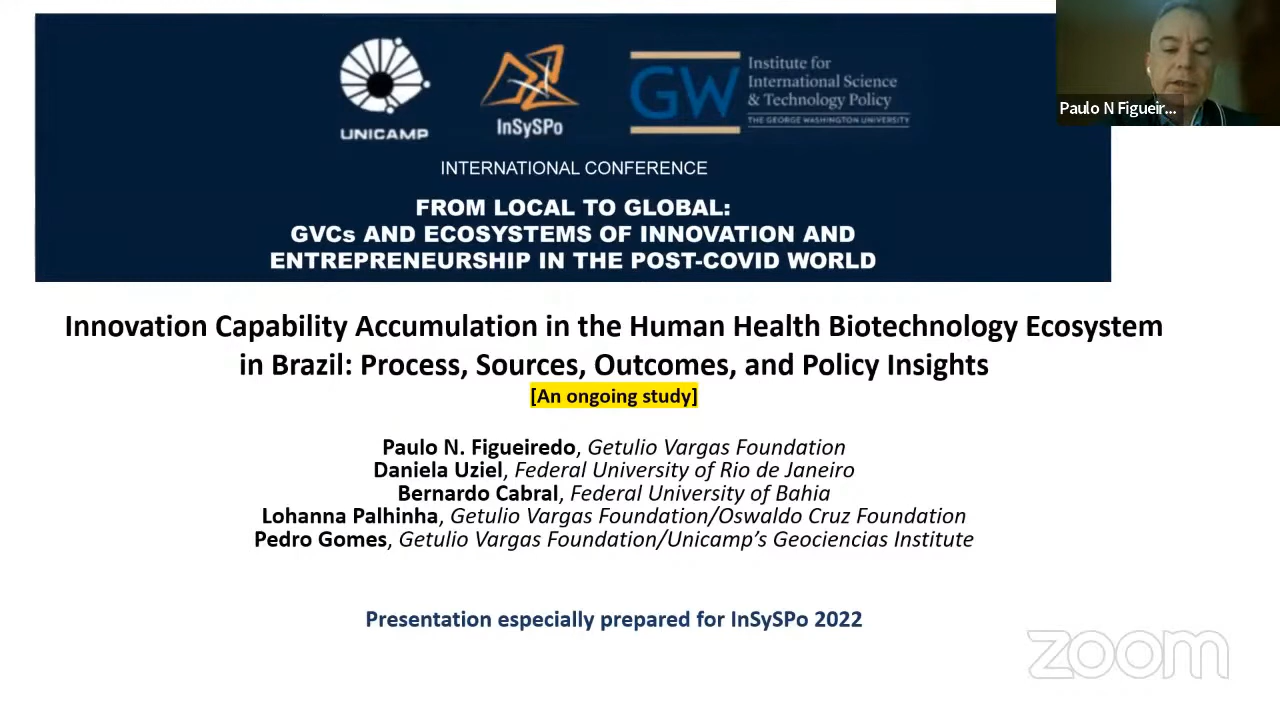 UNICAMP
InSySPo
GW
Institute for
International Science
& Technology Policy
THE GEORGE WASHINGTON UNIVERSITY
Paulo N Figueir...
INTERNATIONAL CONFERENCE
FROM LOCAL TO GLOBAL:
GVCs AND ECOSYSTEMS OF INNOVATION AND
ENTREPRENEURSHIP IN THE POST-COVID WORLD
Innovation Capability Accumulation in the Human Health Biotechnology Ecosystem
in Brazil: Process, Sources, Outcomes, and Policy Insights
[An ongoing study]
Paulo N. Figueiredo, Getulio Vargas Foundation
Daniela Uziel, Federal University of Rio de Janeiro
Bernardo Cabral, Federal University of Bahia
Lohanna Palhinha, Getulio Vargas Foundation/Oswaldo Cruz Foundation
Pedro Gomes, Getulio Vargas Foundation/Unicamp's Geociencias Institute
Presentation especially prepared for InSySPo 2022
zoom